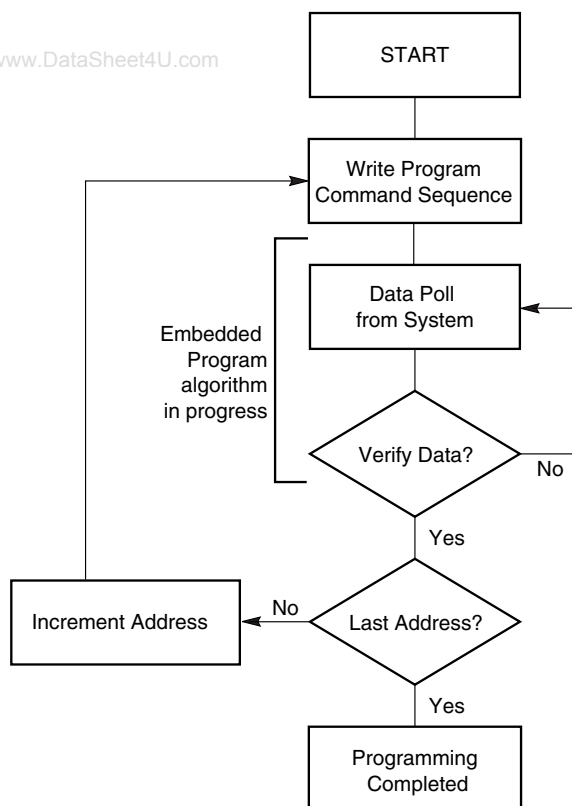 www.DataSheet4U.com
START
Write Program
Command Sequence
Data Poll
from System
Embedded
Program
algorithm
in progress
Verify Data?
No
Yes
Increment Address
No
Last Address?
Yes
Programming
Completed